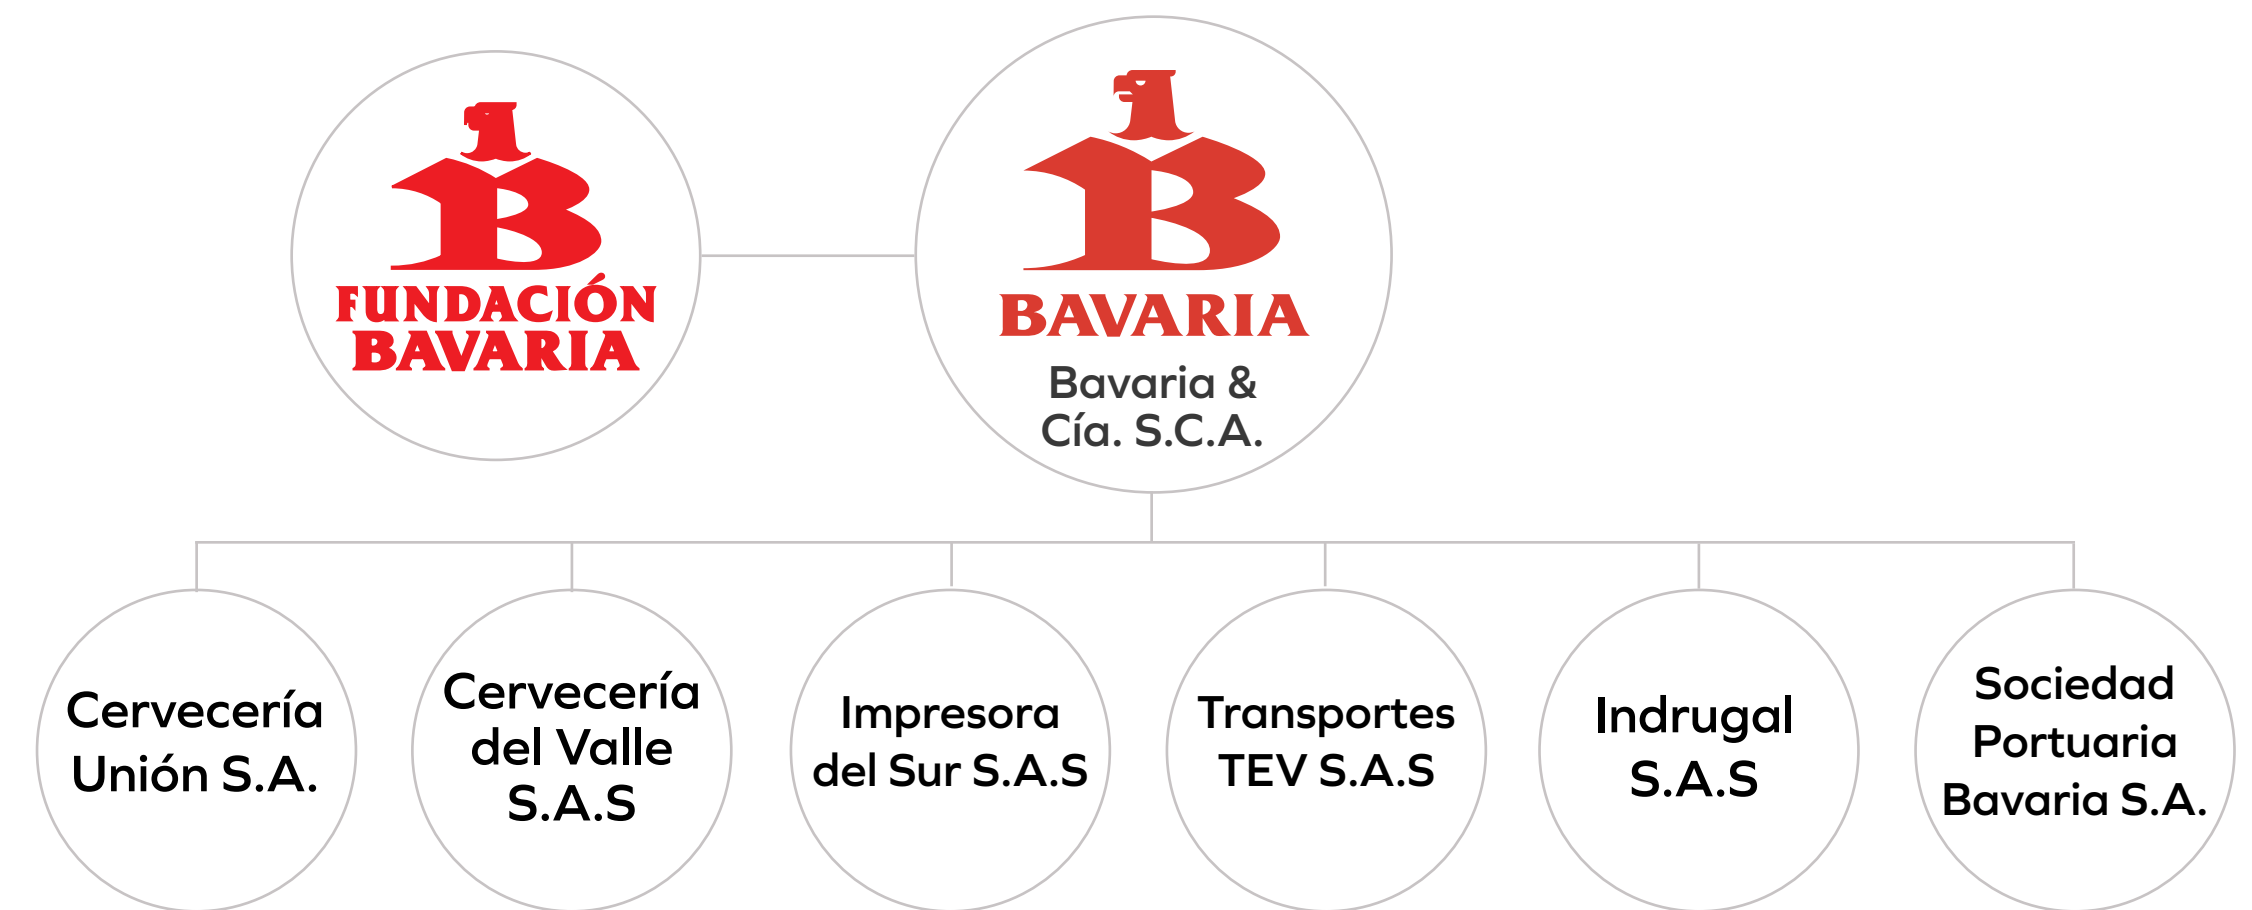 FUNDACIÓN
BAVARIA
BAVARIA
Bavaria &
Cía. S.C.A.
Cervecería
Unión S.A.
Cervecería
del Valle
S.A.S
Impresora
del Sur S.A.S
Transportes
TEV S.A.S
Indrugal
S.A.S
Sociedad
Portuaria
Bavaria S.A.